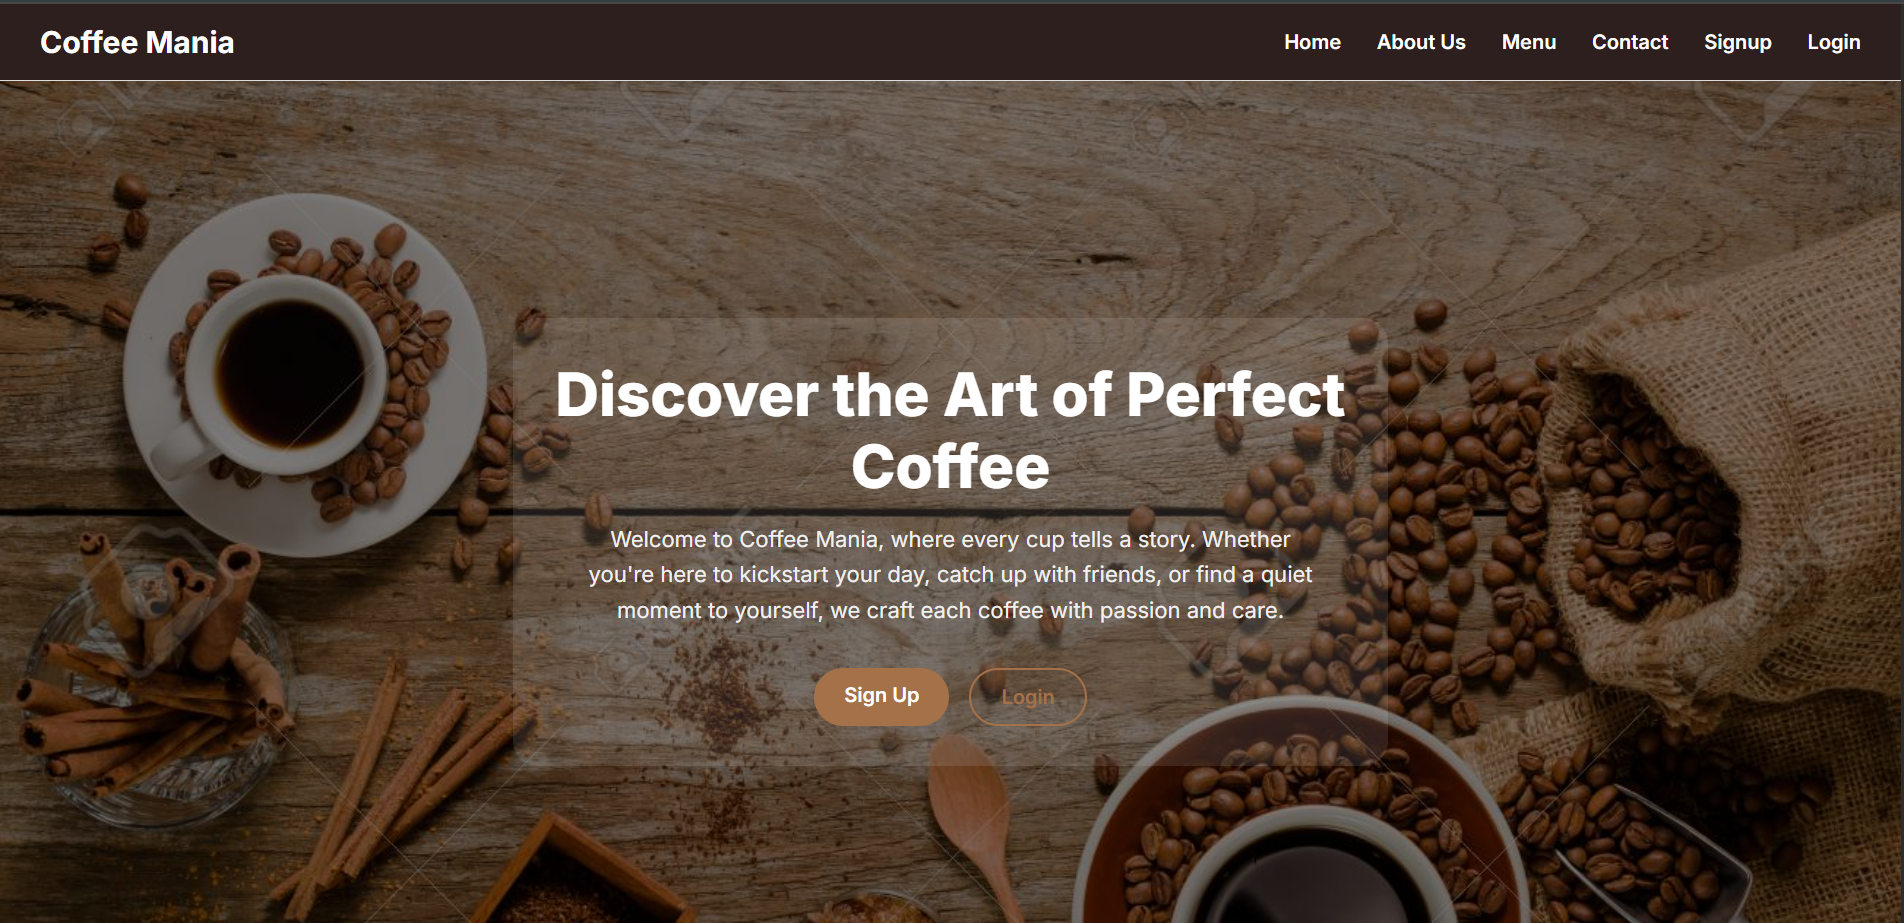 Coffee Mania
Home About Us Menu Contact Signup Login
Discover the Art of Perfect
Coffee
Welcome to Coffee Mania, where every cup tells a story. Whether
you're here to kickstart your day, catch up with friends, or find a quiet
moment to yourself, we craft each coffee with passion and care.
Sign Up
Login